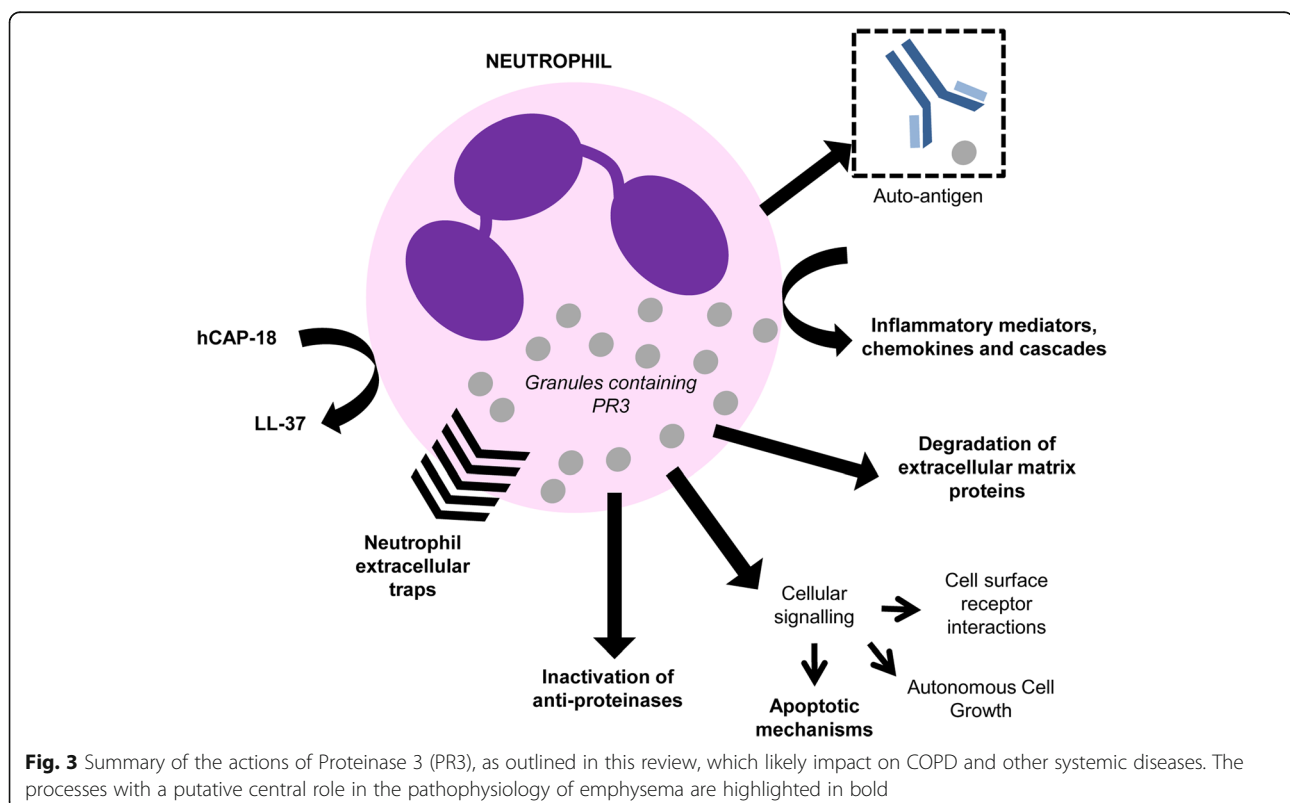 NEUTROPHIL
Auto-antigen
hCAP-18
LL-37
Inflammatory mediators,
chemokines and cascades
Granules containing
PR3
Degradation of
extracellular matrix
proteins
Neutrophil
extracellular
traps
Cellular
signalling
Cell surface
receptor
interactions
Inactivation of
anti-proteinases
Apoptotic
mechanisms
Autonomous Cell
Growth
Fig. 3 Summary of the actions of Proteinase 3 (PR3), as outlined in this review, which likely impact on COPD and other systemic diseases. The
processes with a putative central role in the pathophysiology of emphysema are highlighted in bold